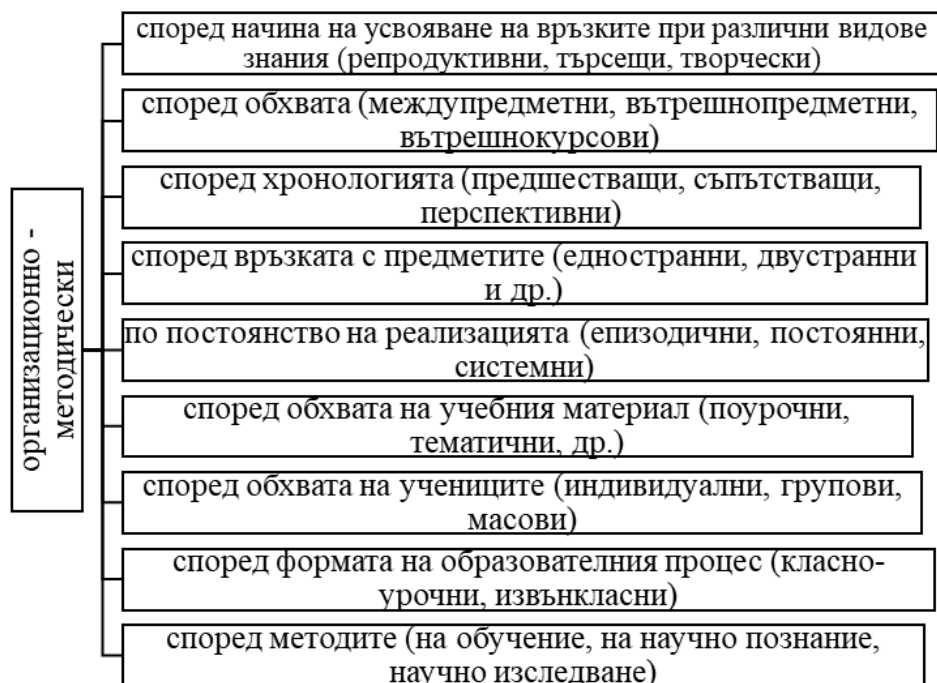 организационно -
методически
според начина на усвояване на връзките при различни видове
знания (репродуктивни, търсещи, творчески)
според обхвата (междупредметни, вътрешнопредметни,
вътрешнокурсови)
според хронологията (предшестващи, съпътстващи,
перспективни)
според връзката с предметите (едностранни, двустранни
и др.)
по постоянство на реализацията (епизодични, постоянни,
системни)
според обхвата на учебния материал (поурочни,
тематични, др.)
според обхвата на учениците (индивидуални, групови,
масови)
според формата на образователния процес (класно-
урочни, извънкласни)
според методите (на обучение, на научно познание,
научно изследване)